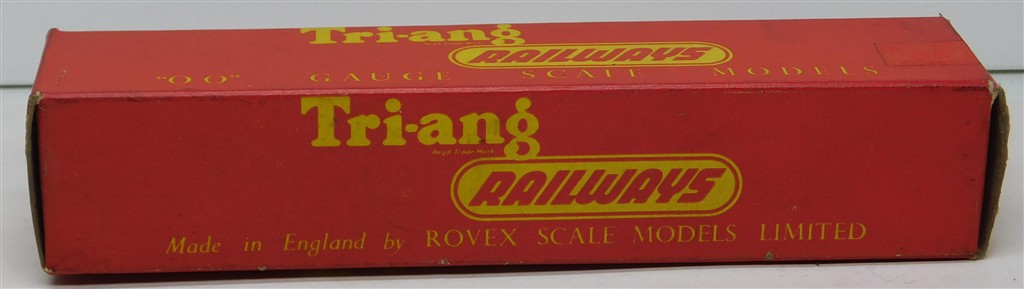 Tri-ang
RAILWAYS
"OO" GAUGE SCALE MODELS
Tri-ang
Regd Trade Mark
RAILWAYS
Made in England by ROVEX SCALE MODELS LIMITED